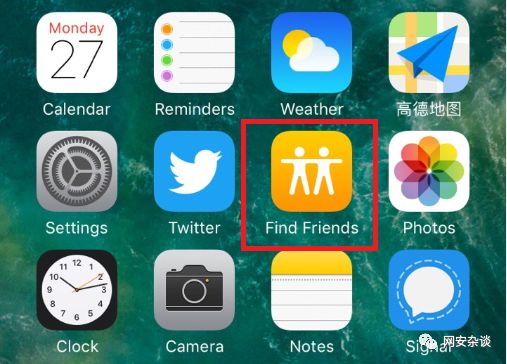 Monday
27
Calendar
Reminders
Weather
高德地图
Settings
Twitter
Find Friends
Photos
Clock
Camera
Notes
Signal
网安杂谈